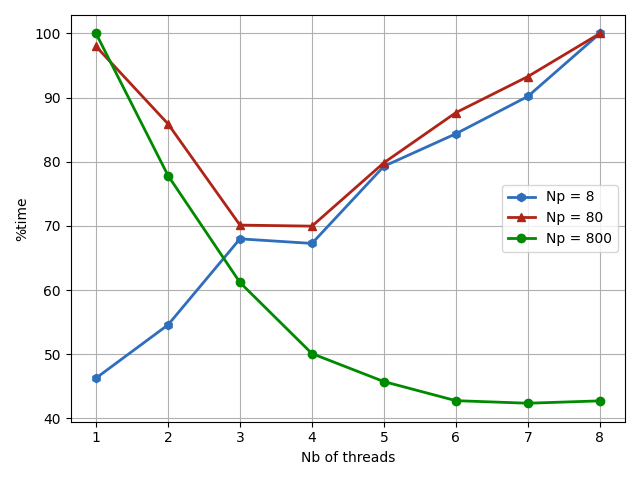 100
90
80
70
60
50
40
%time
1 2 3 4 5 6 7 8
Nb of threads
Np = 8
Np = 80
Np = 800